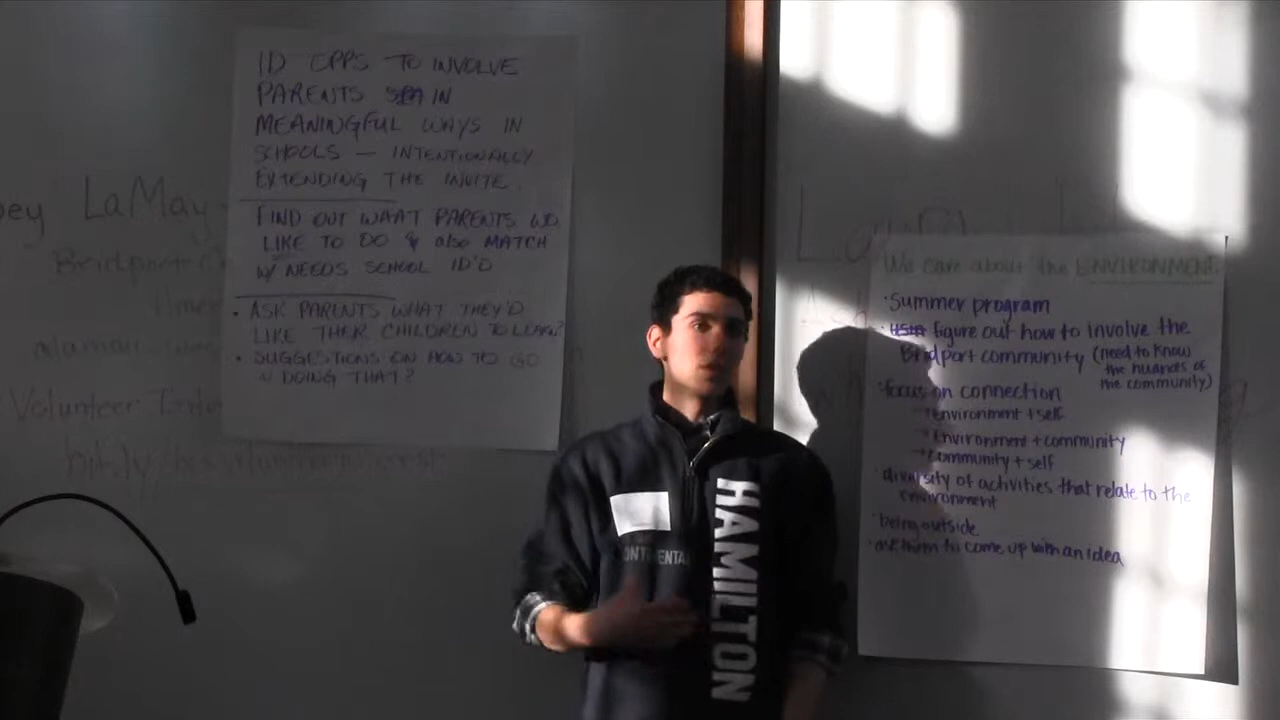 ID OPPS TO INVOLVE
PARENTS IN
MEANINGFUL WAYS IN
SCHOOLS — INTENTIONALLY
EXTENDING THE INVITE.
FIND OUT WHAT PARENTS WD
LIKE TO DO & also MATCH
W/ NEEDS SCHOOL ID'D
• ASK PARENTS WHAT THEY'D
LIKE THEIR CHILDREN TO LEARN?
• SUGGESTIONS ON HOW TO GO
DOING THAT?
LaMay
Volunteer
We care about the ENVIRONMENT
• Summer program
• figure out how to involve the
Bridport community (need to know
the nuances of
the community)
• focus on connection
environment + self
environment + community
community + self
diversity of activities that relate to the
environment
• being outside
• ask them to come up with an idea
CONTINENTAL
HAMILTON